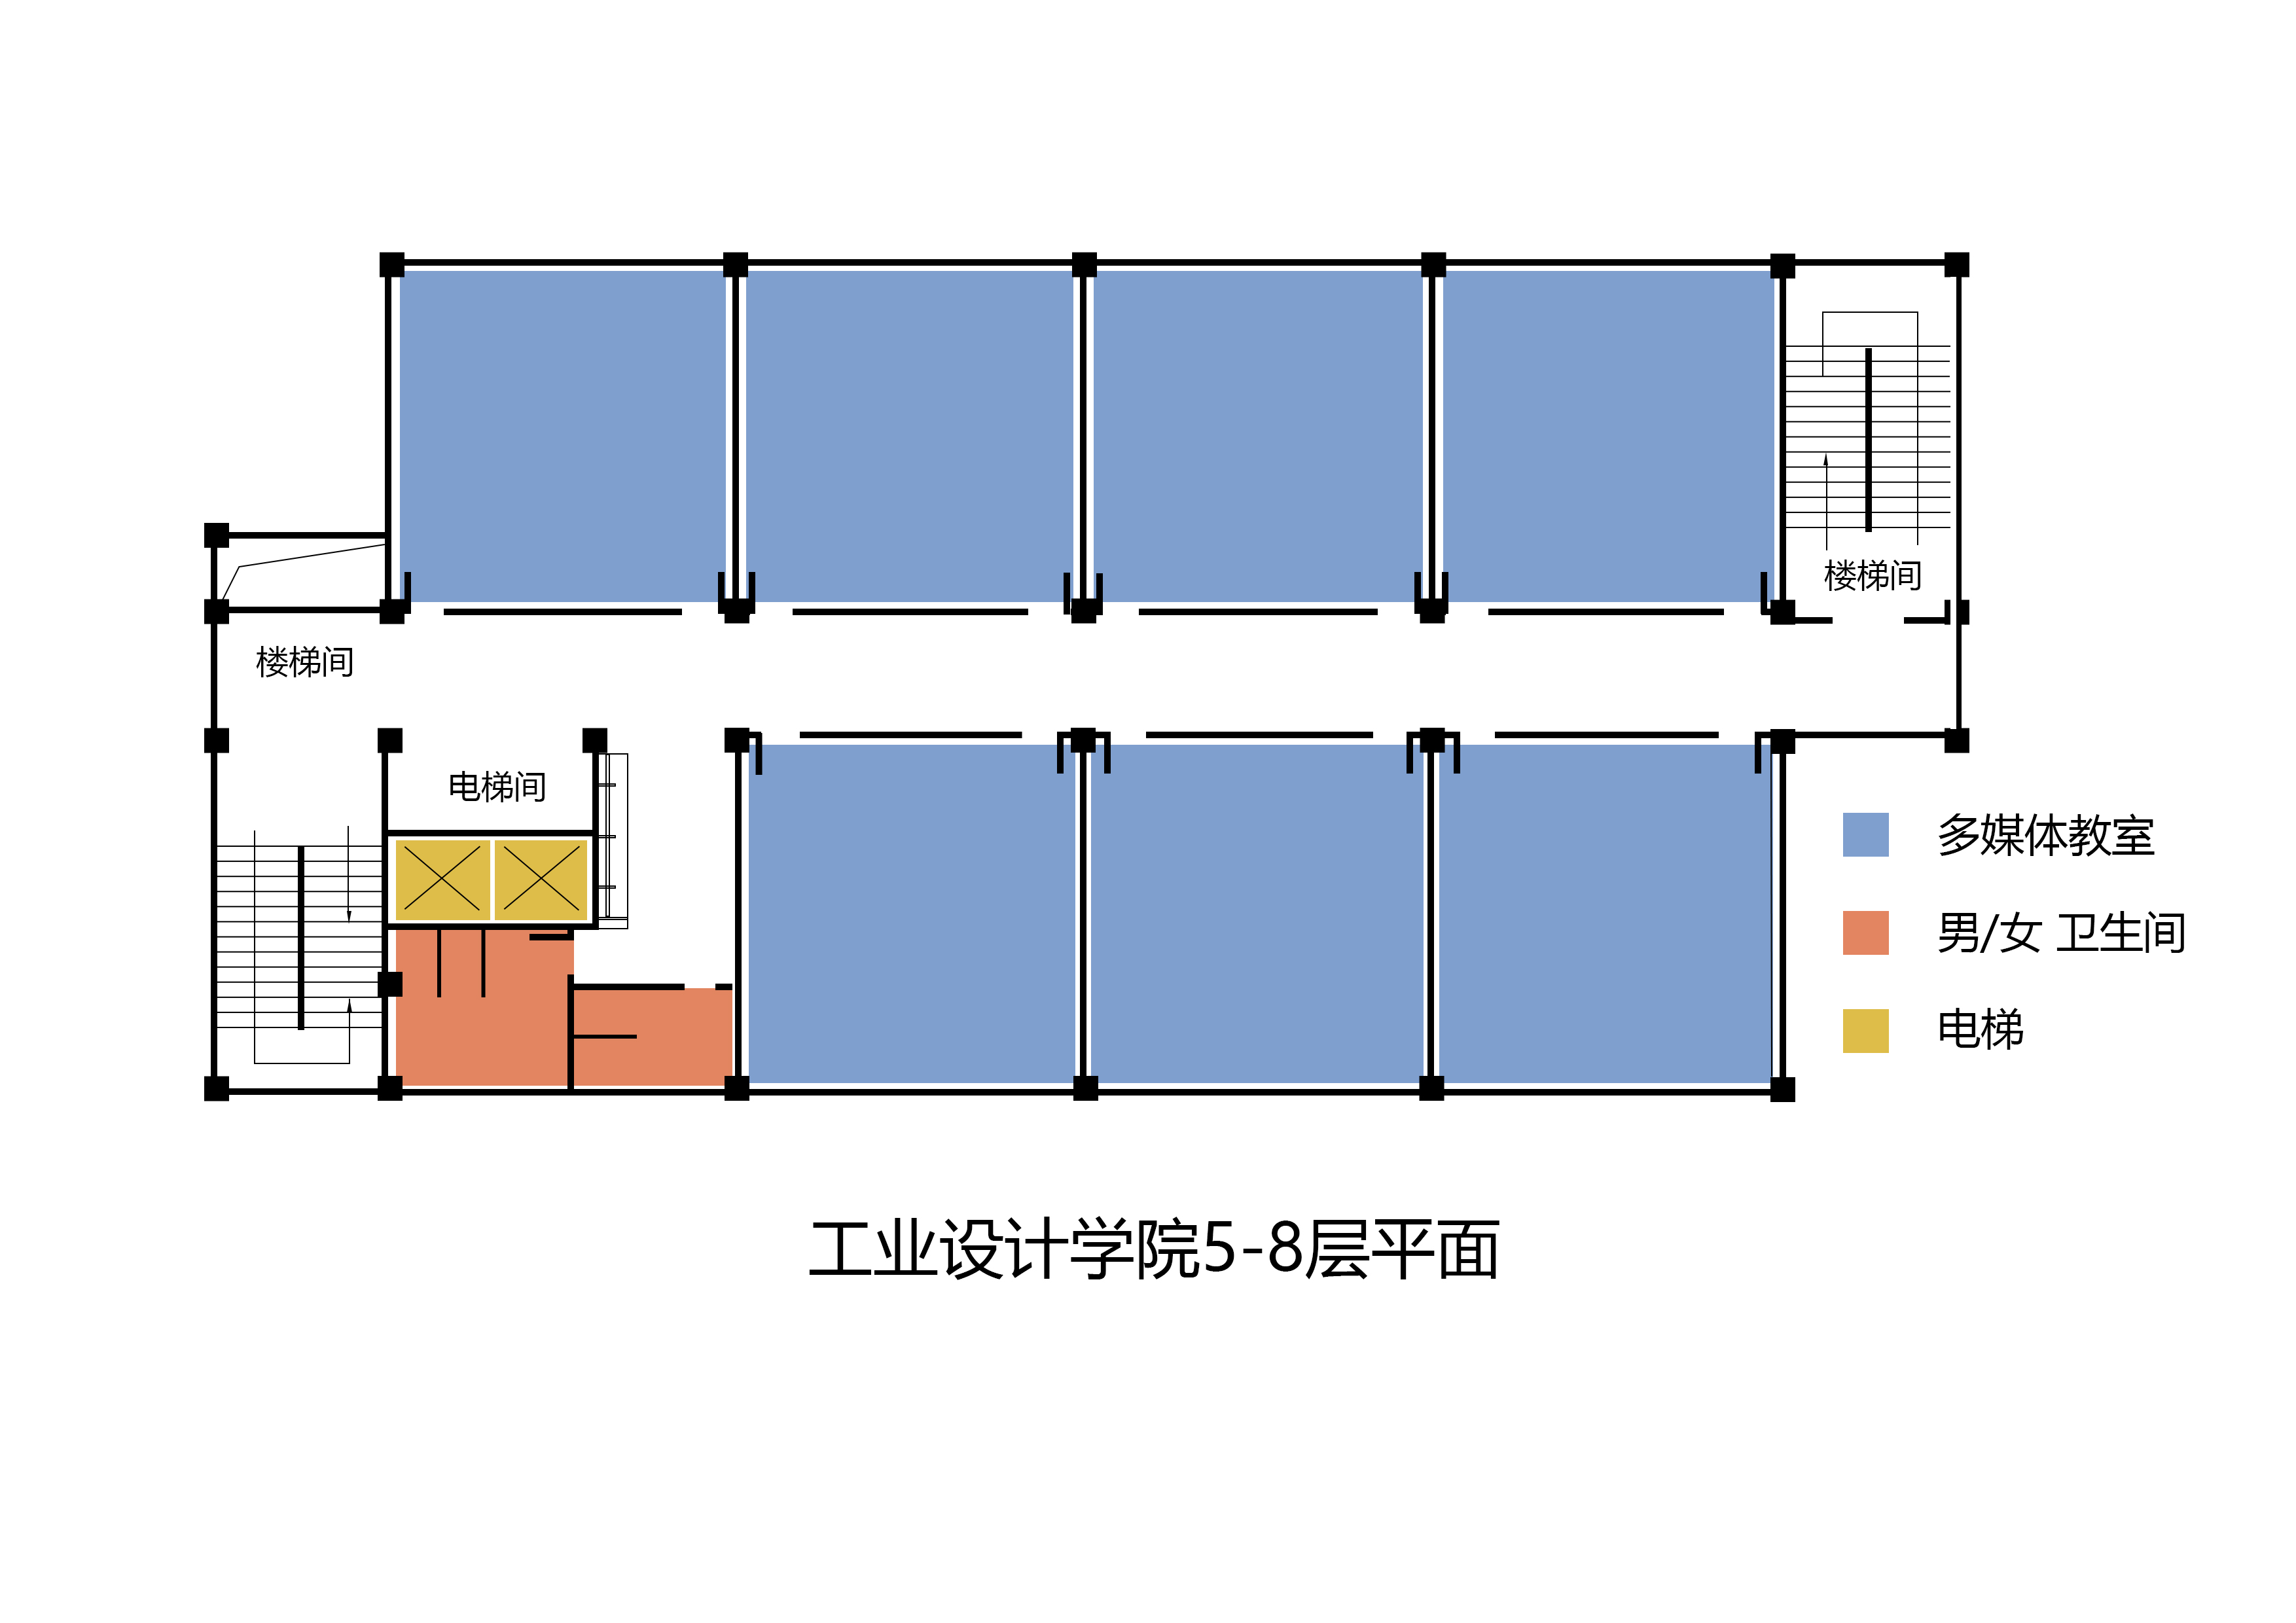 楼梯间
楼梯间
电梯间
多媒体教室
男/女 卫生间
电梯
工业设计学院5-8层平面